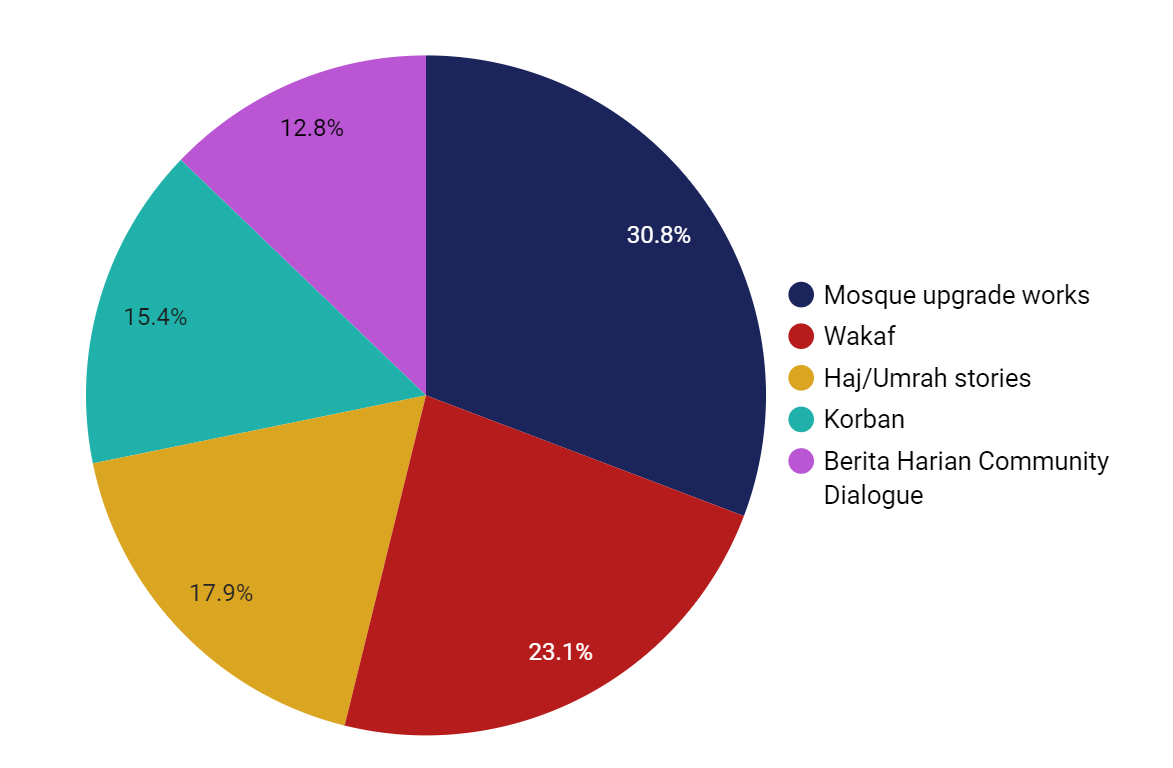 12.8%
30.8%
15.4%
17.9%
23.1%
Mosque upgrade works
Wakaf
Haj/Umrah stories
Korban
Berita Harian Community
Dialogue